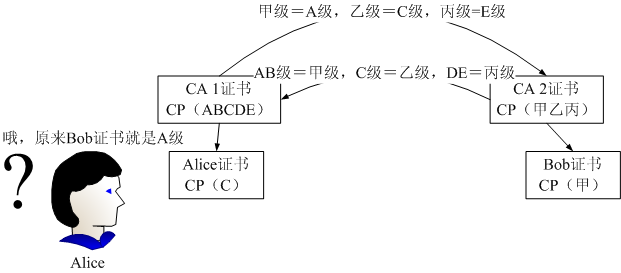 甲级＝A级，乙级＝C级，丙级=E级
AB级＝甲级，C级＝乙级，DE＝丙级
CA 1证书
CP（ABCDE）
CA 2证书
CP（甲乙丙）
哦，原来Bob证书就是A级
?
Alice证书
CP（C）
Bob证书
CP（甲）
Alice